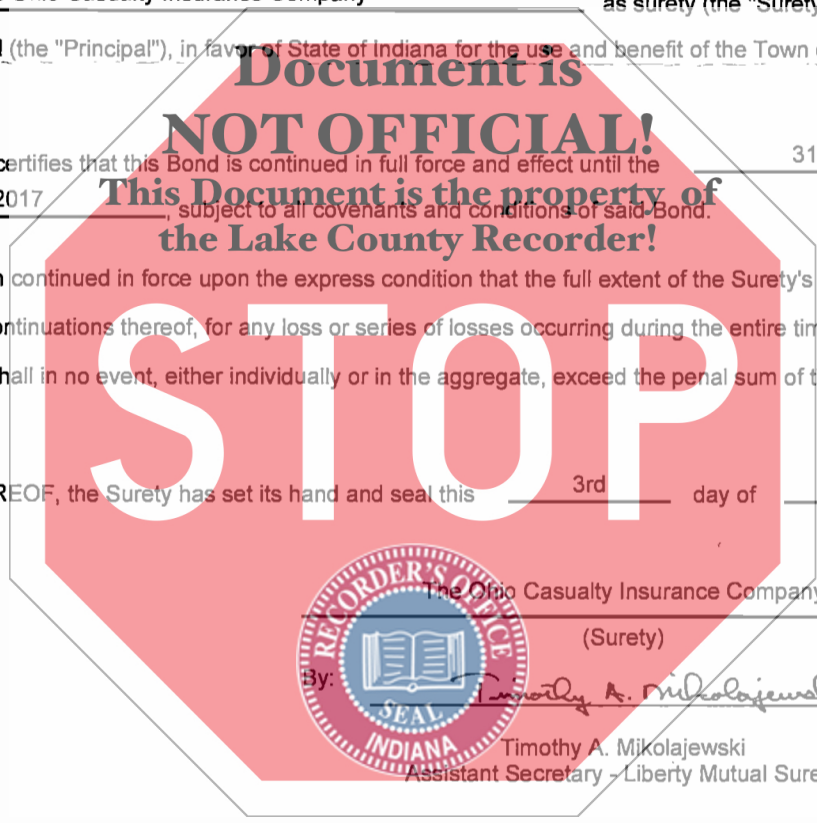 Ohio Casualty Insurance Company as surety (the "Surety
(the "Principal"), in favor of State of Indiana for the use and benefit of the Town
Document is
NOT OFFICIAL!
certifies that this Bond is continued in full force and effect until the 31
This Document is the property of
2017 , subject to all covenants and conditions of said Bond.
the Lake County Recorder!
continued in force upon the express condition that the full extent of the Surety's
ontinuations thereof, for any loss or series of losses occurring during the entire tim
hall in no event, either individually or in the aggregate, exceed the penal sum of t
STOP
REOF, the Surety has set its hand and seal this 3rd day of
The Ohio Casualty Insurance Company
(Surety)
RECORDER'S OFFICE
SEAL
INDIANA
By: Timothy A. Mikolajews
Timothy A. Mikolajewski
Assistant Secretary - Liberty Mutual Sure